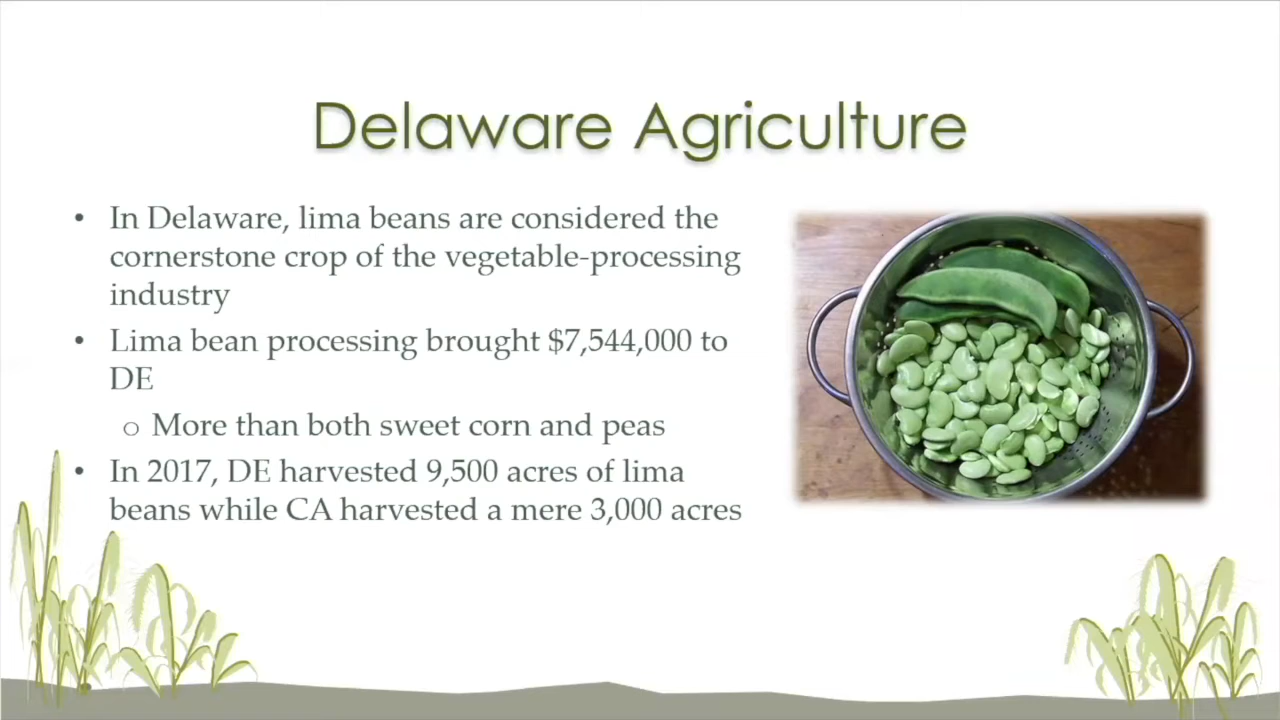 Delaware Agriculture
• In Delaware, lima beans are considered the
cornerstone crop of the vegetable-processing
industry
• Lima bean processing brought $7,544,000 to
DE
o More than both sweet corn and peas
• In 2017, DE harvested 9,500 acres of lima
beans while CA harvested a mere 3,000 acres